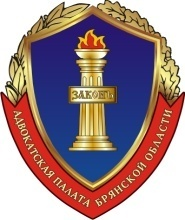 ЗАКОНЪ
АДВОКАТСКАЯ ПАЛАТА БРЯНСКОЙ ОБЛАСТИ